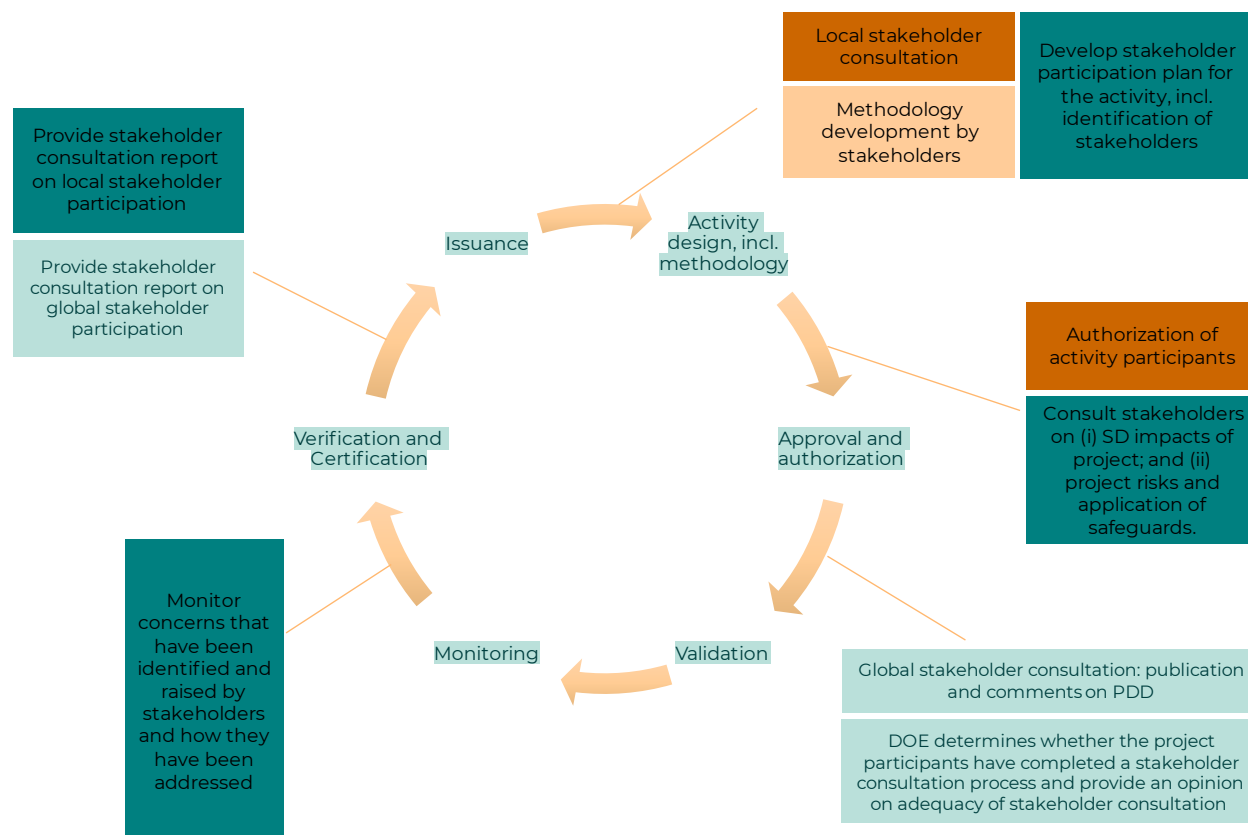 Local stakeholder
consultation
Methodology
development by
stakeholders
Develop stakeholder
participation plan for
the activity, incl.
identification of
stakeholders
Provide stakeholder
consultation report
on local stakeholder
participation
Provide stakeholder
consultation report on
global stakeholder
participation
Issuance
Activity
design, incl.
methodology
Authorization of
activity participants
Consult stakeholders
on (i) SD impacts of
project; and (ii)
project risks and
application of
safeguards.
Verification and
Certification
Approval and
authorization
Monitor
concerns that
have been
identified and
raised by
stakeholders
and how they
have been
addressed
Monitoring
Validation
Global stakeholder consultation: publication
and comments on PDD
DOE determines whether the project
participants have completed a stakeholder
consultation process and provide an opinion
on adequacy of stakeholder consultation